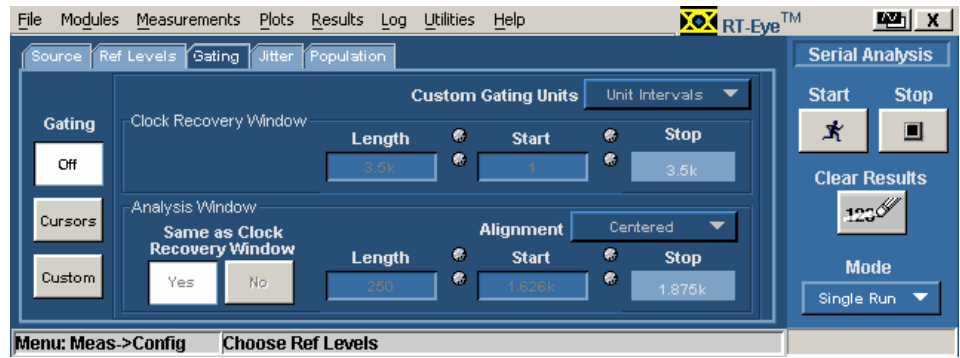 File Modules Measurements Plots Results Log Utilities Help RT-Eye TM X
Source Ref Levels Gating Jitter Population
Serial Analysis
Custom Gating Units Unit Intervals
Start Stop
Gating
Clock Recovery Window
Length Start Stop
Off
3.5k 1 3.5k
Clear Results
123
Analysis Window
Cursors
Same as Clock
Recovery Window
Alignment Centered
Length Start Stop
Custom
Yes No
250 1.626k 1.875k
Mode
Single Run
Menu: Meas->Config Choose Ref Levels